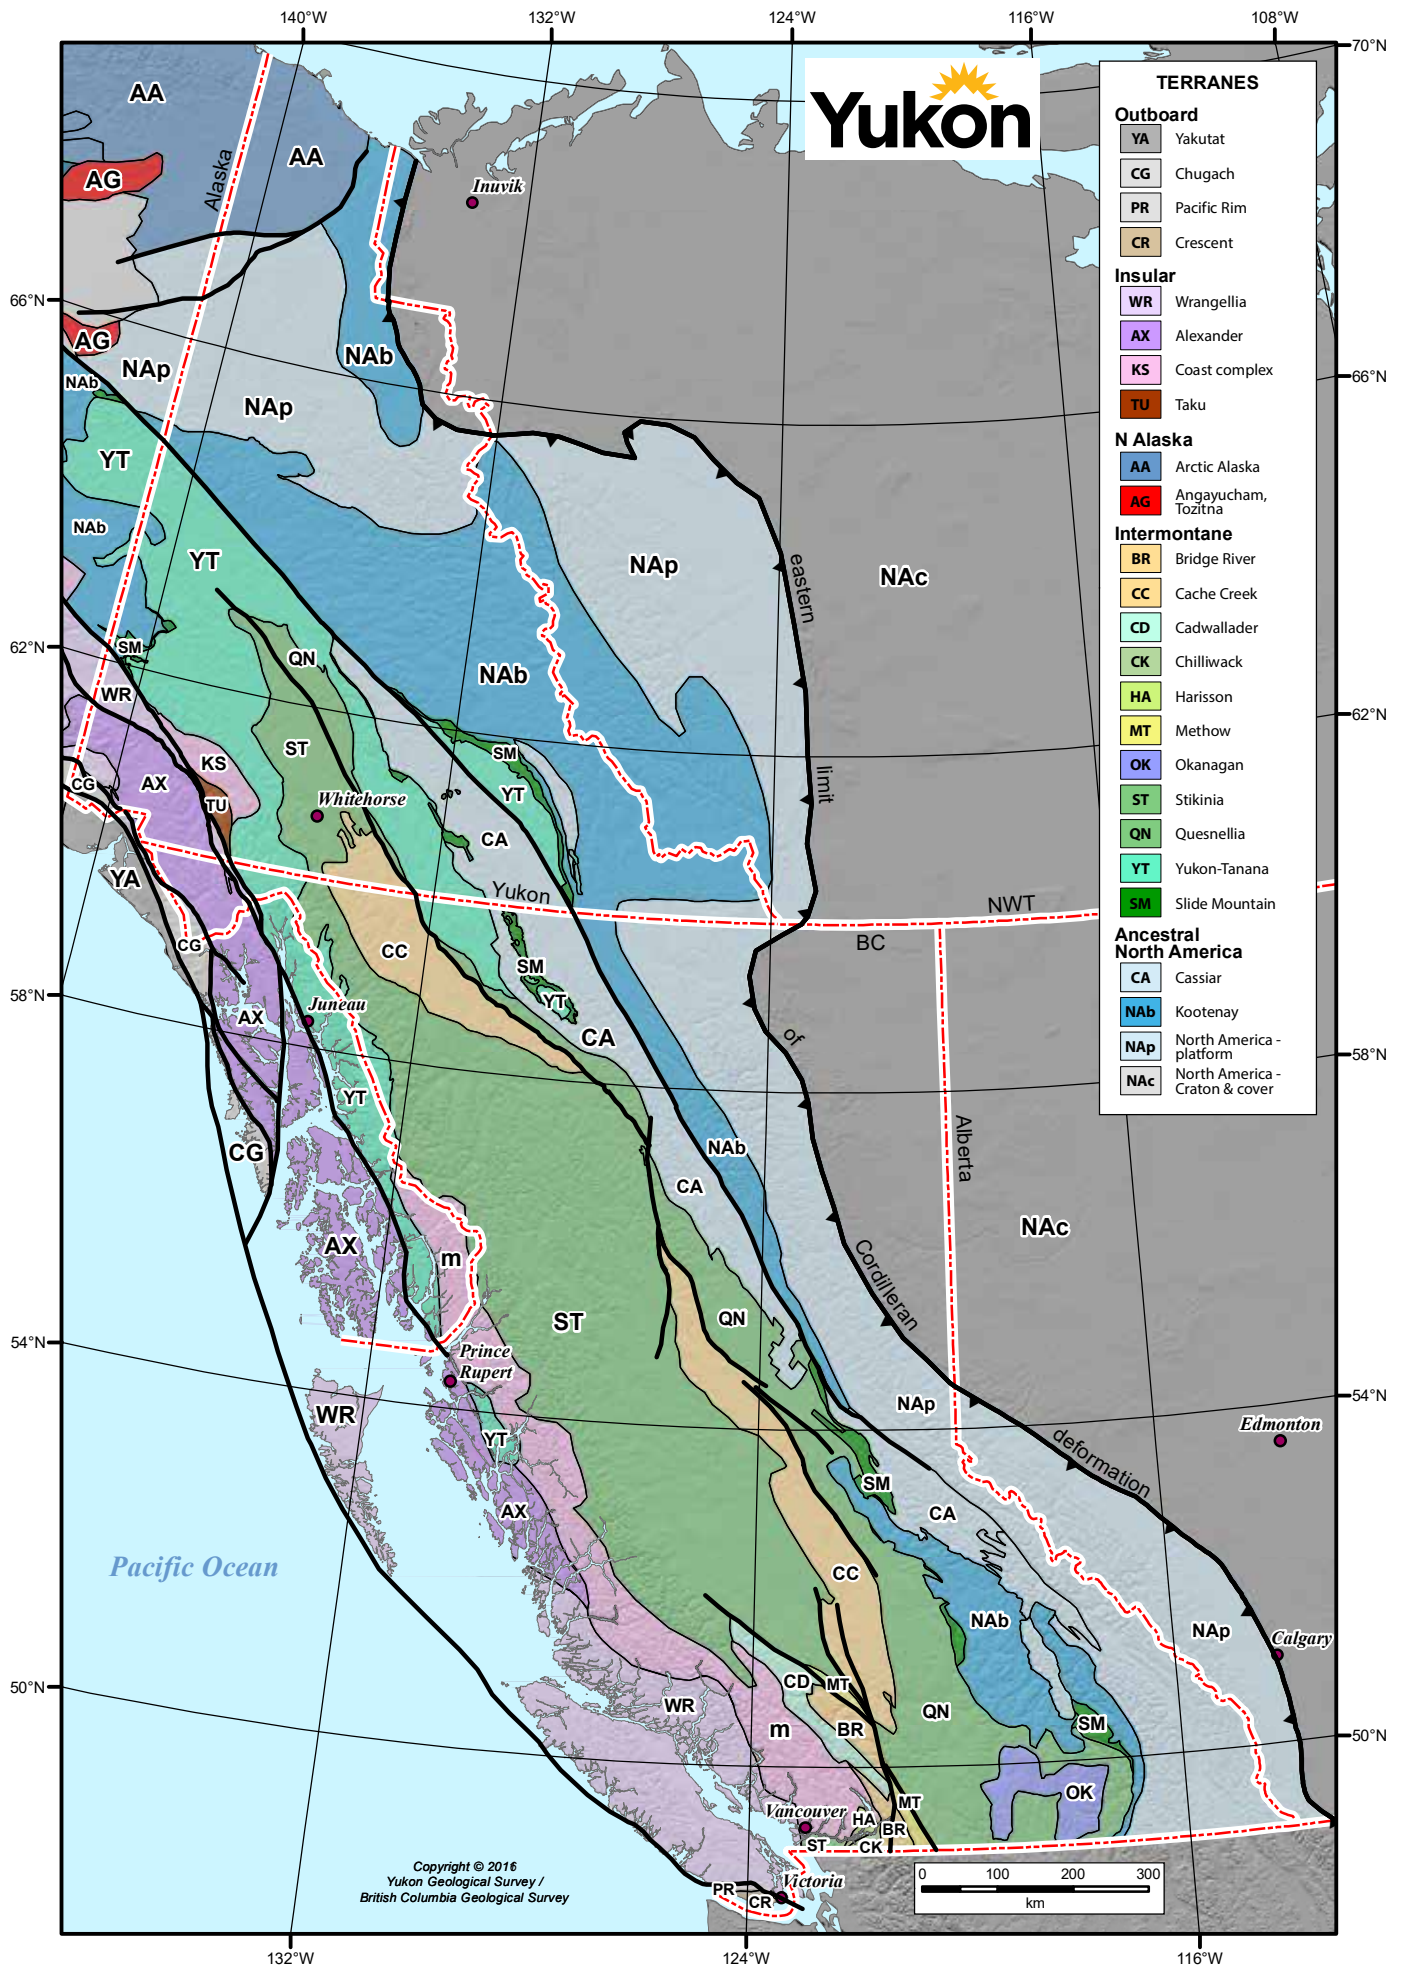 140°W
132°W
124°W
116°W
108°W
70°N
66°N
62°N
58°N
54°N
50°N
66°N
62°N
58°N
54°N
50°N
132°W
124°W
116°W
Yukon
TERRANES
Outboard
YA Yakutat
CG Chugach
PR Pacific Rim
CR Crescent
Insular
WR Wrangellia
AX Alexander
KS Coast complex
TU Taku
N Alaska
AA Arctic Alaska
AG Angayucham,
Tozitna
Intermontane
BR Bridge River
CC Cache Creek
CD Cadwallader
CK Chilliwack
HA Harisson
MT Methow
OK Okanagan
ST Stikinia
QN Quesnellia
YT Yukon-Tanana
SM Slide Mountain
Ancestral
North America
CA Cassiar
NAb Kootenay
NAp North America -
platform
NAc North America -
Craton & cover
AA
AA
Alaska
AG
Inuvik
AG
NAp
NAb
NAb
NAp
YT
NAb
YT
NAp
NAc
eastern
SM
QN
NAb
WR
ST
KS
SM
CG
AX
TU
Whitehorse
YT
limit
CA
YA
Yukon
NWT
BC
CG
CC
SM
YT
Juneau
AX
CA
of
YT
CG
NAb
Alberta
CA
NAc
AX
m
Cordilleran
ST
QN
Prince
Rupert
WR
NAp
Edmonton
YT
deformation
SM
AX
CA
Pacific Ocean
CC
NAb
NAp
Calgary
CD
MT
WR
QN
SM
m
BR
OK
MT
Vancouver
HA
BR
ST
CK
Victoria
PR
CR
Copyright © 2016
Yukon Geological Survey /
British Columbia Geological Survey
0 100 200 300
km